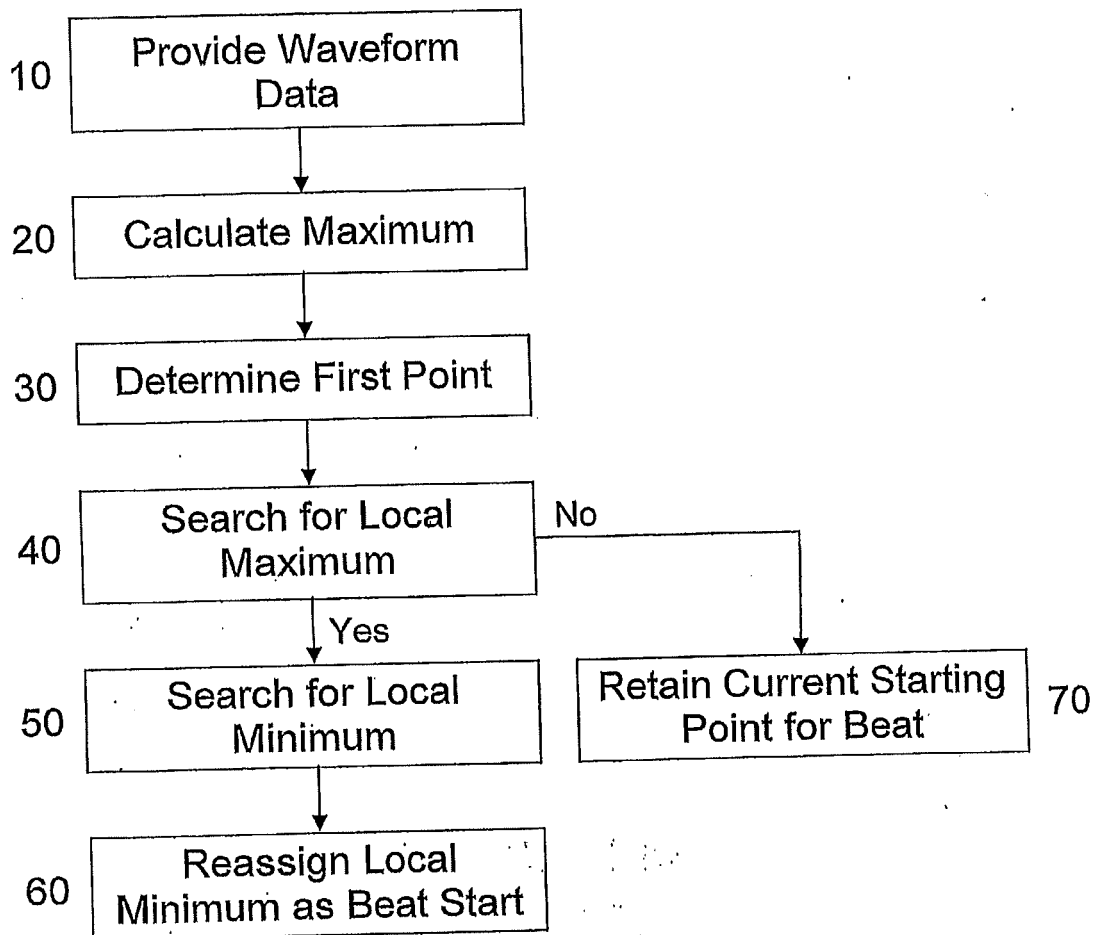 10
Provide Waveform
Data
20
Calculate Maximum
30
Determine First Point
40
Search for Local
Maximum
No
Yes
50
Search for Local
Minimum
Retain Current Starting
Point for Beat
70
60
Reassign Local
Minimum as Beat Start